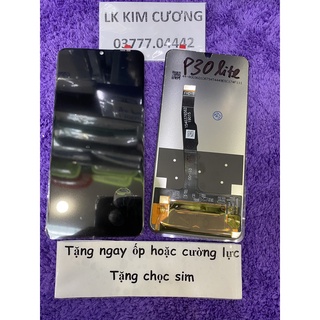 LK KIM CƯƠNG
03777.04442
P30 lite
Tặng ngay ốp hoặc cường lực
Tặng chọc sim